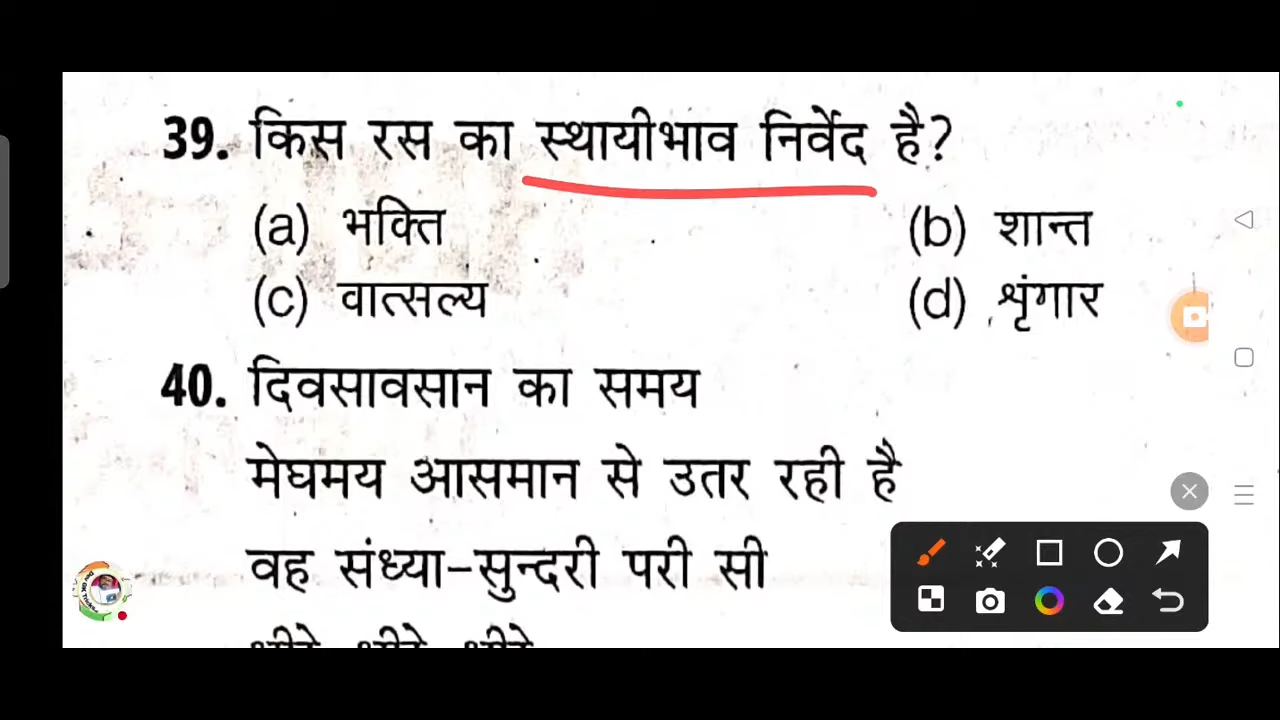 39. किस रस का स्थायीभाव निर्वेद है?
(a) भक्ति (b) शान्त
(c) वात्सल्य (d) शृंगार
40. दिवसावसान का समय
मेघमय आसमान से उतर रही है
वह संध्या-सुन्दरी परी सी